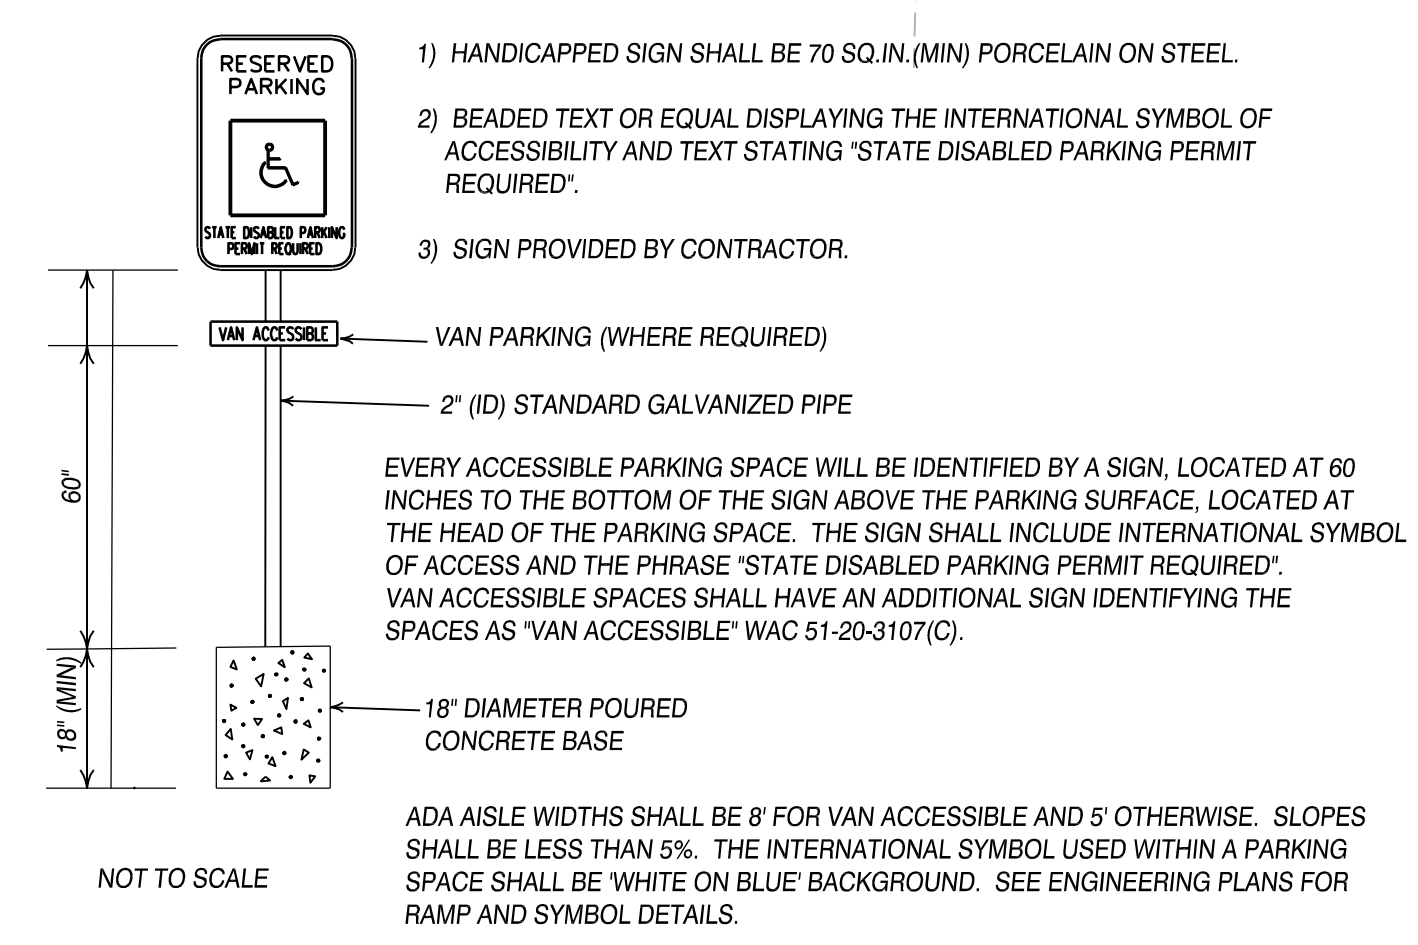 RESERVED
PARKING
STATE DISABLED PARKING
PERMIT REQUIRED
1) HANDICAPPED SIGN SHALL BE 70 SQ.IN.(MIN) PORCELAIN ON STEEL.
2) BEADED TEXT OR EQUAL DISPLAYING THE INTERNATIONAL SYMBOL OF
ACCESSIBILITY AND TEXT STATING "STATE DISABLED PARKING PERMIT
REQUIRED".
3) SIGN PROVIDED BY CONTRACTOR.
VAN ACCESSIBLE
VAN PARKING (WHERE REQUIRED)
2" (ID) STANDARD GALVANIZED PIPE
60"
EVERY ACCESSIBLE PARKING SPACE WILL BE IDENTIFIED BY A SIGN, LOCATED AT 60
INCHES TO THE BOTTOM OF THE SIGN ABOVE THE PARKING SURFACE, LOCATED AT
THE HEAD OF THE PARKING SPACE. THE SIGN SHALL INCLUDE INTERNATIONAL SYMBOL
OF ACCESS AND THE PHRASE "STATE DISABLED PARKING PERMIT REQUIRED".
VAN ACCESSIBLE SPACES SHALL HAVE AN ADDITIONAL SIGN IDENTIFYING THE
SPACES AS "VAN ACCESSIBLE" WAC 51-20-3107(C).
18" (MIN)
18" DIAMETER POURED
CONCRETE BASE
ADA AISLE WIDTHS SHALL BE 8' FOR VAN ACCESSIBLE AND 5' OTHERWISE. SLOPES
SHALL BE LESS THAN 5%. THE INTERNATIONAL SYMBOL USED WITHIN A PARKING
SPACE SHALL BE 'WHITE ON BLUE' BACKGROUND. SEE ENGINEERING PLANS FOR
RAMP AND SYMBOL DETAILS.
NOT TO SCALE